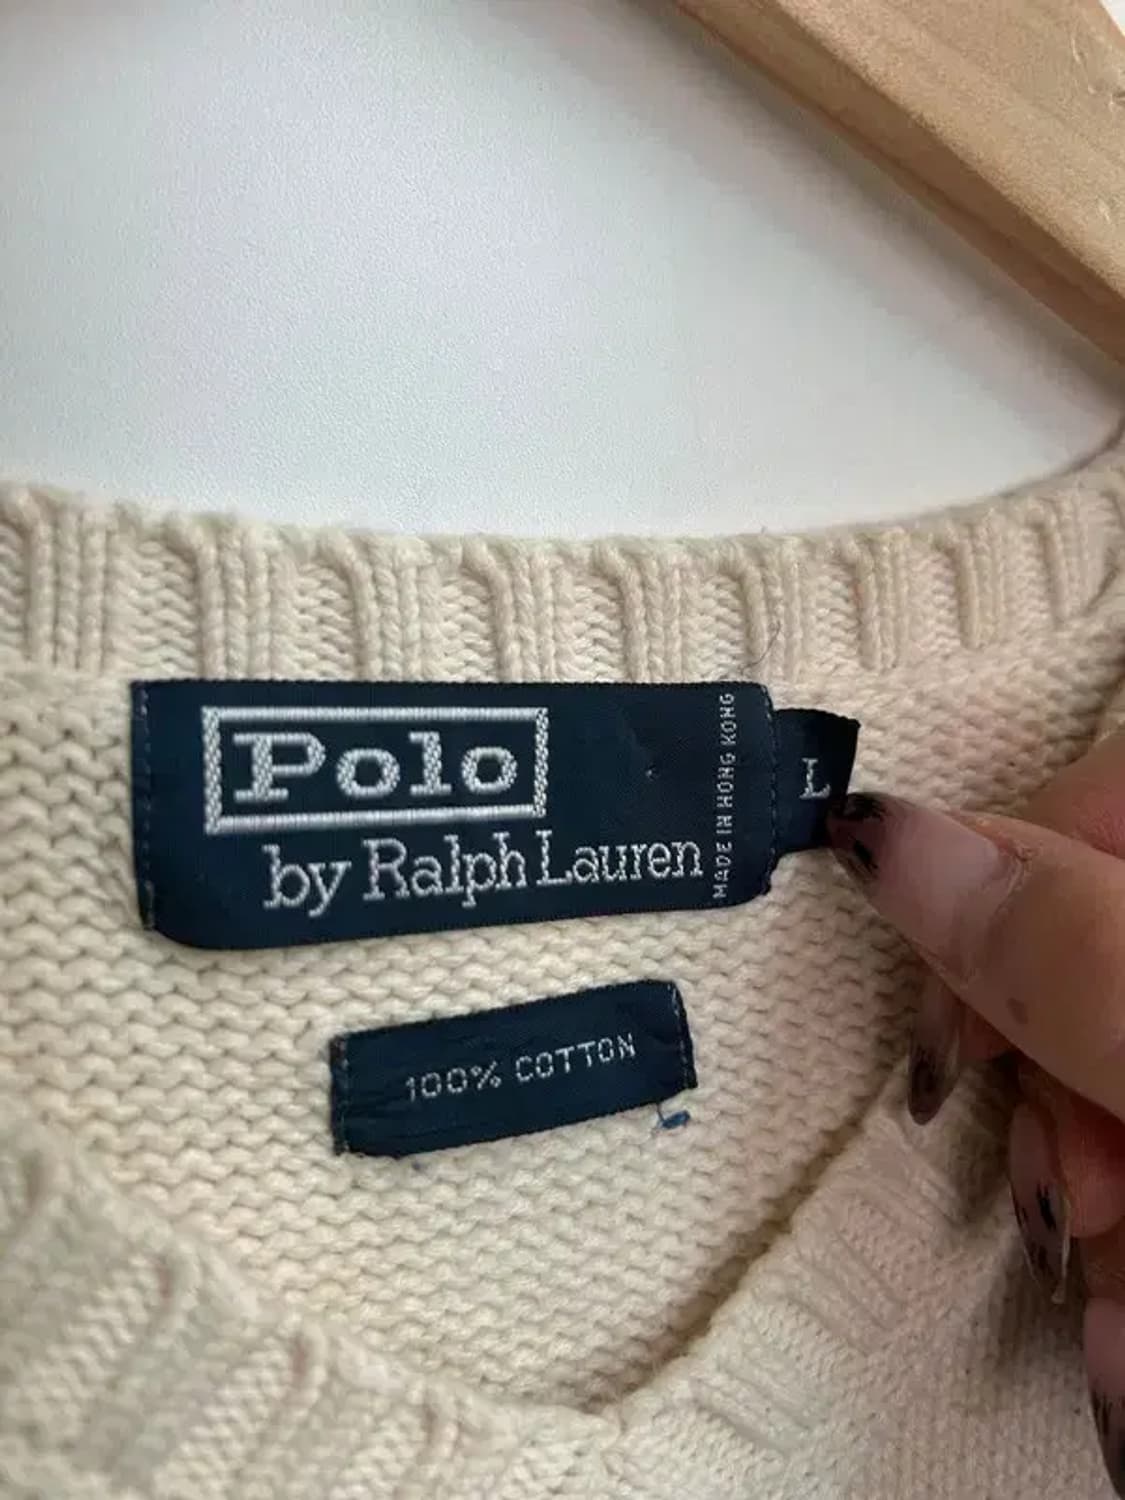 Polo
by Ralph Lauren
MADE IN HONG KONG
L
100% COTTON